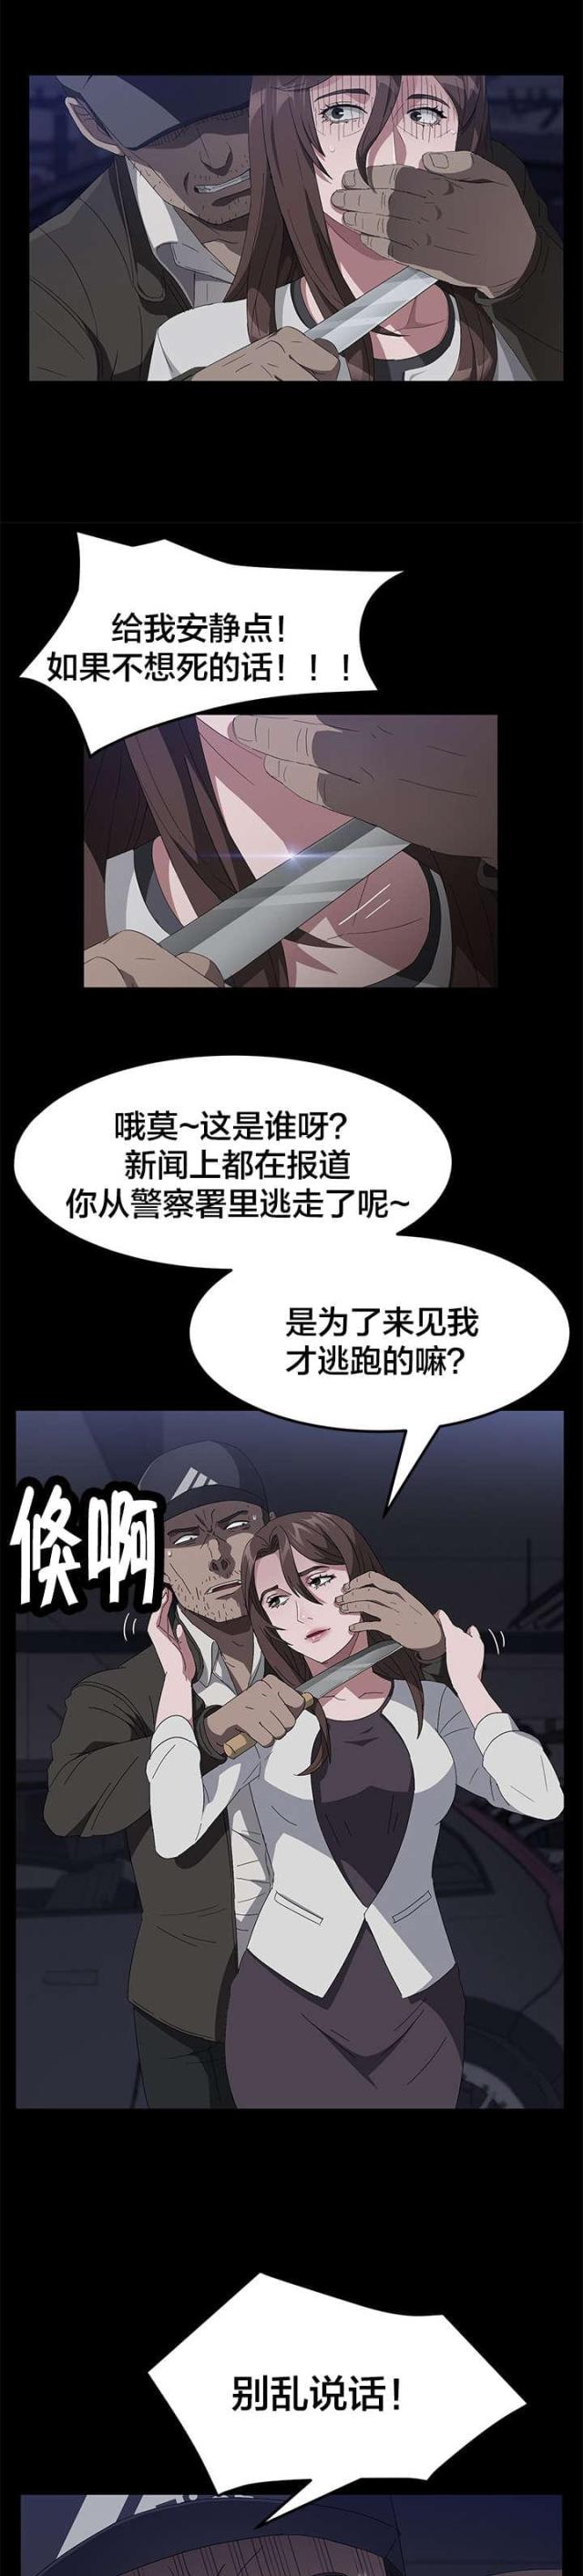 给我安静点！
如果不想死的话！！！
哦莫~这是谁呀？
新闻上都在报道
你从警察署里逃走了呢~
是为了来见我
才逃跑的嘛？
倏啊
别乱说话！